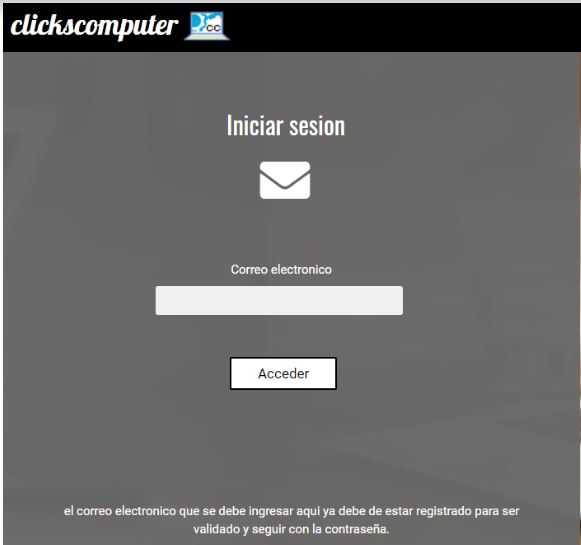 clickscomputer CC
Iniciar sesion
Correo electronico
Acceder
el correo electronico que se debe ingresar aqui ya debe de estar registrado para ser
validado y seguir con la contraseña.